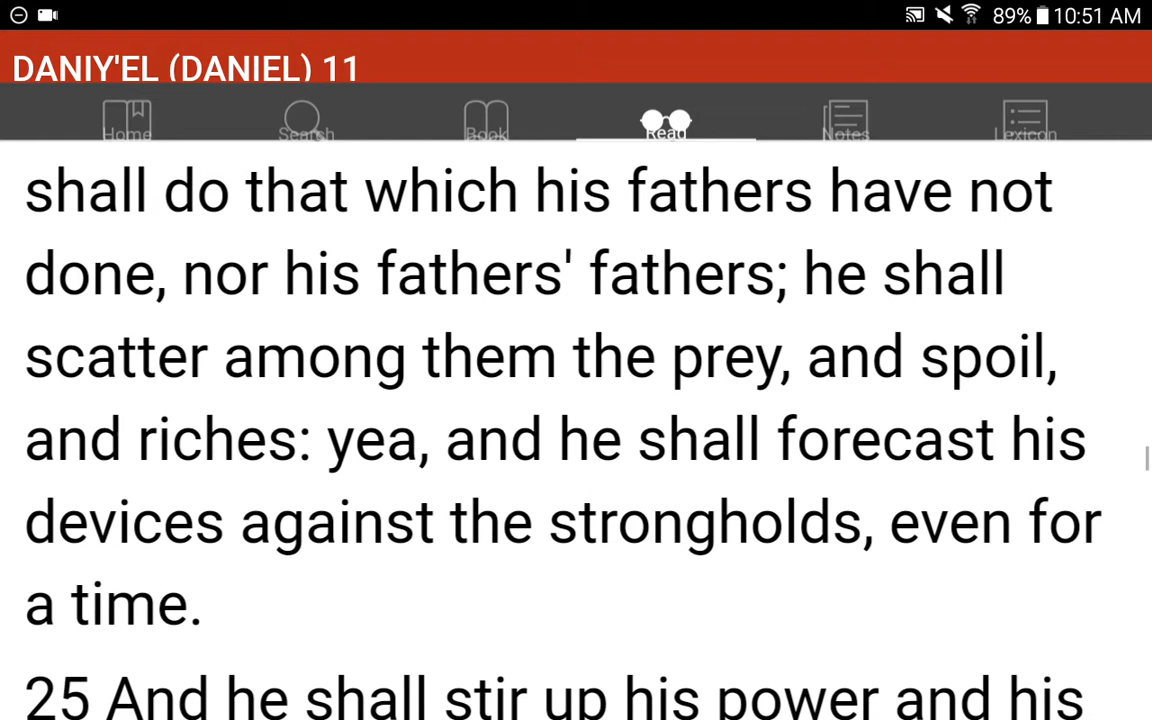 89% 10:51 AM
DANIY'EL (DANIEL) 11
Home Search Book Read Notes Lexicon
shall do that which his fathers have not
done, nor his fathers' fathers; he shall
scatter among them the prey, and spoil,
and riches: yea, and he shall forecast his
devices against the strongholds, even for
a time.
25 And he shall stir up his power and his